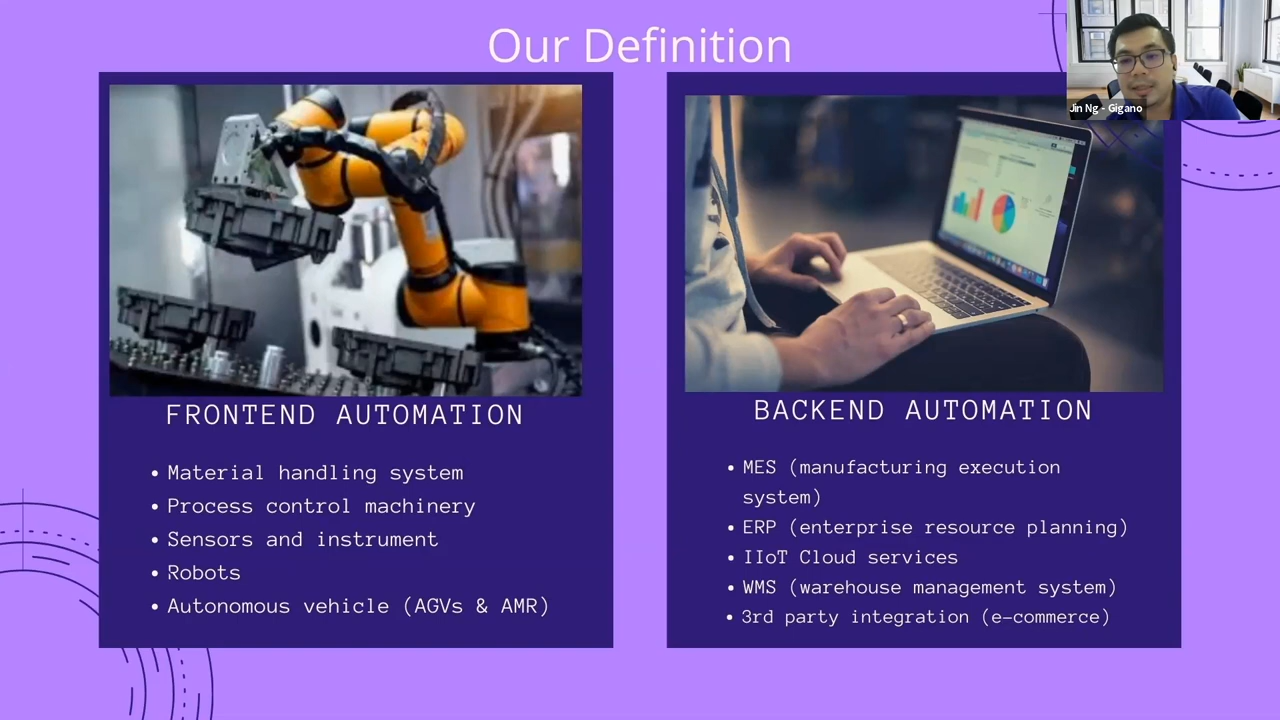 Our Definition
Jin Ng - Gigano
FRONTEND AUTOMATION
• Material handling system
• Process control machinery
• Sensors and instrument
• Robots
• Autonomous vehicle (AGVs & AMR)
BACKEND AUTOMATION
• MES (manufacturing execution
system)
• ERP (enterprise resource planning)
• IIoT Cloud services
• WMS (warehouse management system)
• 3rd party integration (e-commerce)